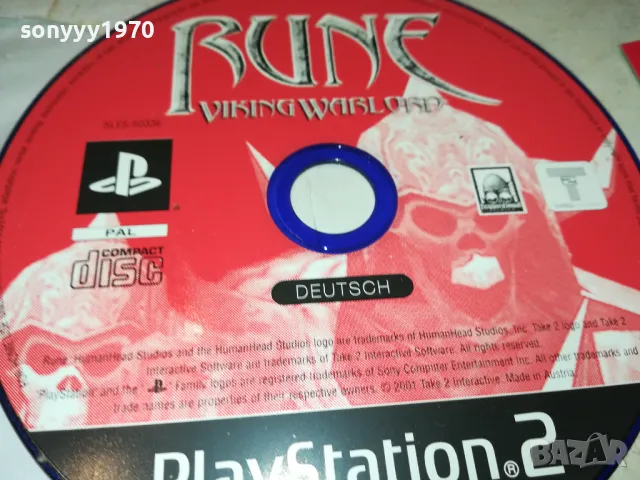 sonyyy1970
RUNE
VIKING WARLORD
SLES-50335
PAL
COMPACT
disc
DEUTSCH
Rune, HumanHead Studios and the HumanHead Studios logo are trademarks of HumanHead Studios, Inc. Take 2 logo and Take 2
Interactive Software are trademarks of Take 2 Interactive Software. All rights reserved.
"PlayStation" and the "PS" Family logos are registered trademarks of Sony Computer Entertainment Inc. All other trademarks and
trade names are properties of their respective owners. © 2001 Take 2 Interactive. Made in Austria.
PlayStation®2
BAZAR